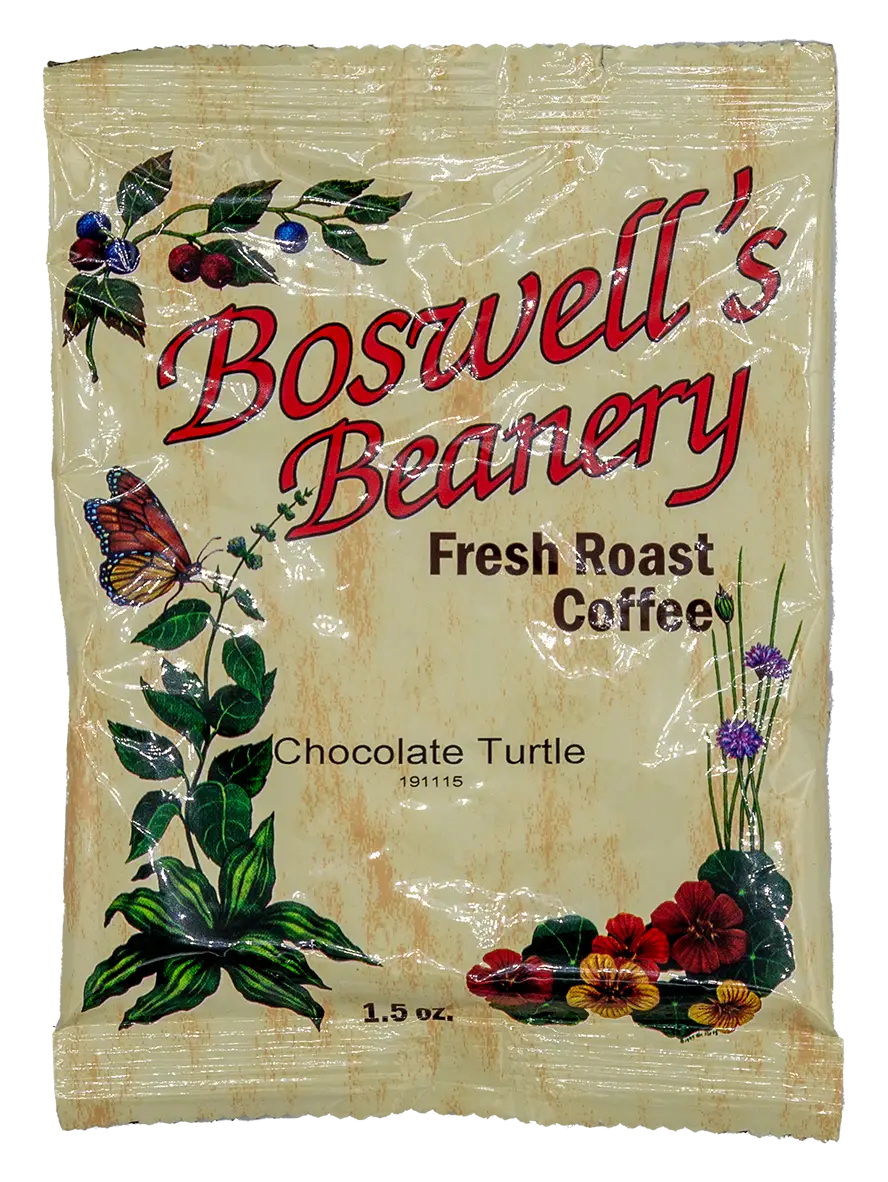 Boswell's
Beanery
Fresh Roast
Coffee
Chocolate Turtle
191115
1.5 oz.